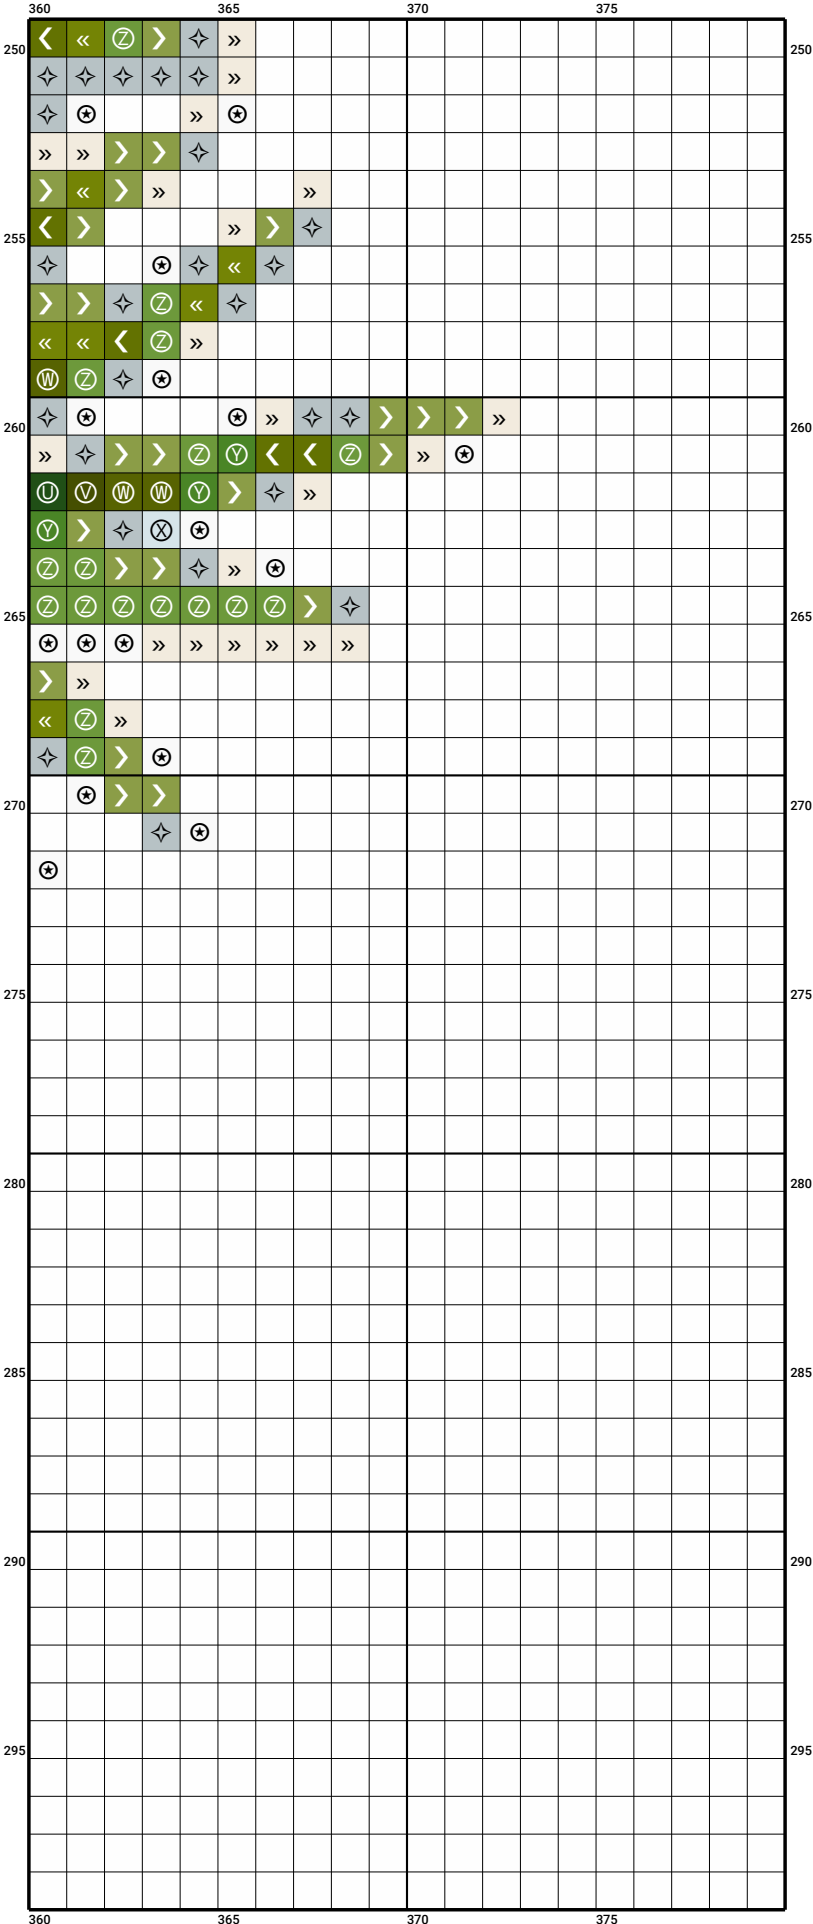 360 365 370 375
❮ « Ⓩ ❯ ✧ »
250 250
✧ ✧ ✧ ✧ ✧ »
✧ ✪ » ✪
» » ❯ ❯ ✧
❯ « ❯ » »
❮ ❯ » ❯ ✧
255 255
✧ ✪ ✧ « ✧
❯ ❯ ✧ Ⓩ « ✧
« « ❮ Ⓩ »
Ⓦ Ⓩ ✧ ✪
✧ ✪ ✪ » ✧ ✧ ❯ ❯ ❯ »
260 260
» ✧ ❯ ❯ Ⓩ Ⓨ ❮ ❮ Ⓩ ❯ » ✪
Ⓤ Ⓥ Ⓦ Ⓦ Ⓨ ❯ ✧ »
Ⓨ ❯ ✧ Ⓧ ✪
Ⓩ Ⓩ ❯ ❯ ✧ » ✪
Ⓩ Ⓩ Ⓩ Ⓩ Ⓩ Ⓩ Ⓩ ❯ ✧
265 265
✪ ✪ ✪ » » » » » »
❯ »
« Ⓩ »
✧ Ⓩ ❯ ✪
✪ ❯ ❯
270 270
✧ ✪
✪
275 275
280 280
285 285
290 290
295 295
360 365 370 375